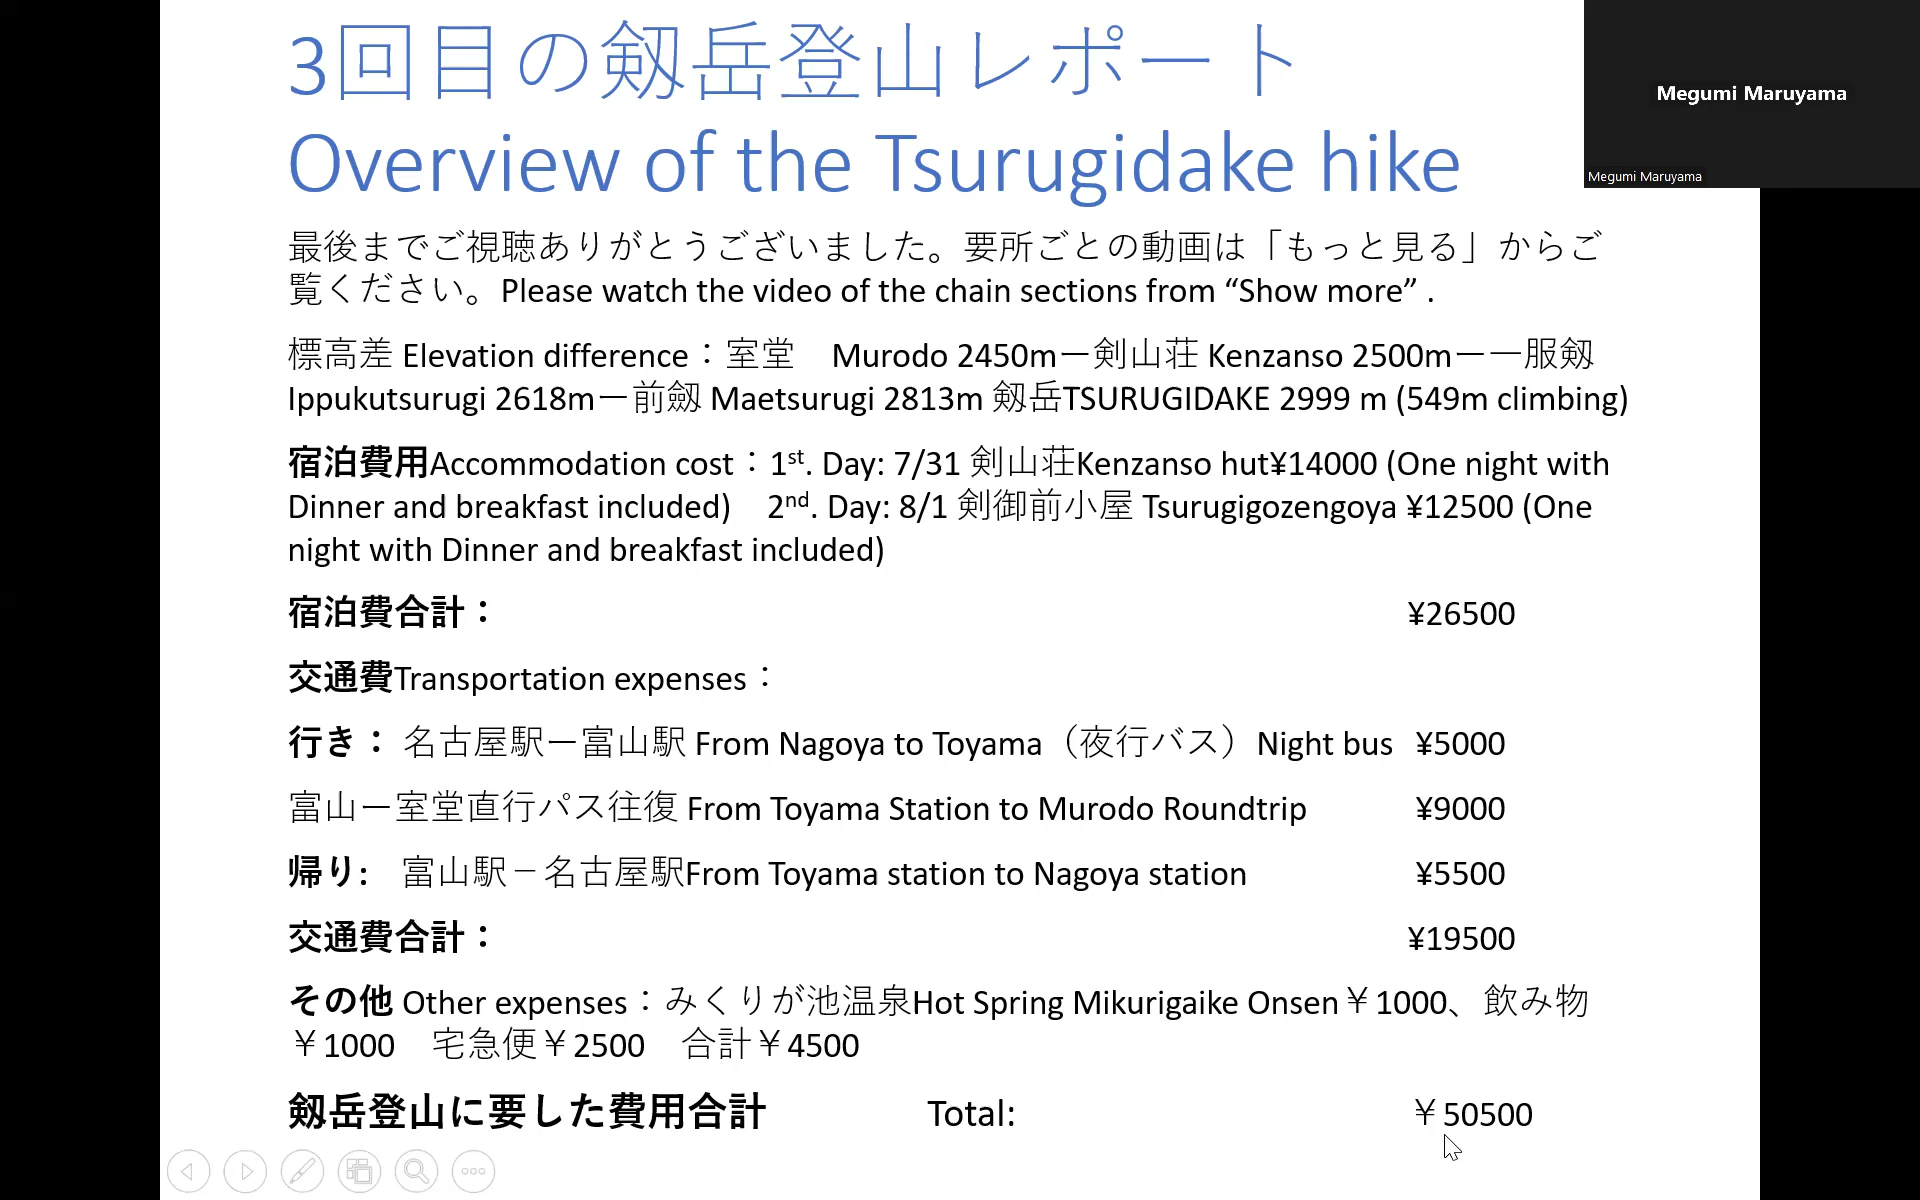 3回目の剱岳登山レポート
Overview of the Tsurugidake hike
Megumi Maruyama
Megumi Maruyama
最後までご視聴ありがとうございました。要所ごとの動画は「もっと見る」からご
覧ください。Please watch the video of the chain sections from “Show more” .
標高差 Elevation difference：室堂　Murodo 2450mー剣山荘 Kenzanso 2500mー一服剱
Ippukutsurugi 2618mー前劔 Maetsurugi 2813m 剱岳TSURUGIDAKE 2999 m (549m climbing)
宿泊費用Accommodation cost：1st. Day: 7/31 剣山荘Kenzanso hut¥14000 (One night with
Dinner and breakfast included)　2nd. Day: 8/1 剣御前小屋 Tsurugigozengoya ¥12500 (One
night with Dinner and breakfast included)
宿泊費合計： ¥26500
交通費Transportation expenses：
行き： 名古屋駅ー富山駅 From Nagoya to Toyama（夜行バス）Night bus ¥5000
富山ー室堂直行パス往復 From Toyama Station to Murodo Roundtrip ¥9000
帰り:　富山駅－名古屋駅From Toyama station to Nagoya station ¥5500
交通費合計： ¥19500
その他 Other expenses：みくりが池温泉Hot Spring Mikurigaike Onsen￥1000、飲み物
￥1000　宅急便￥2500　合計￥4500
剱岳登山に要した費用合計 Total: ￥50500